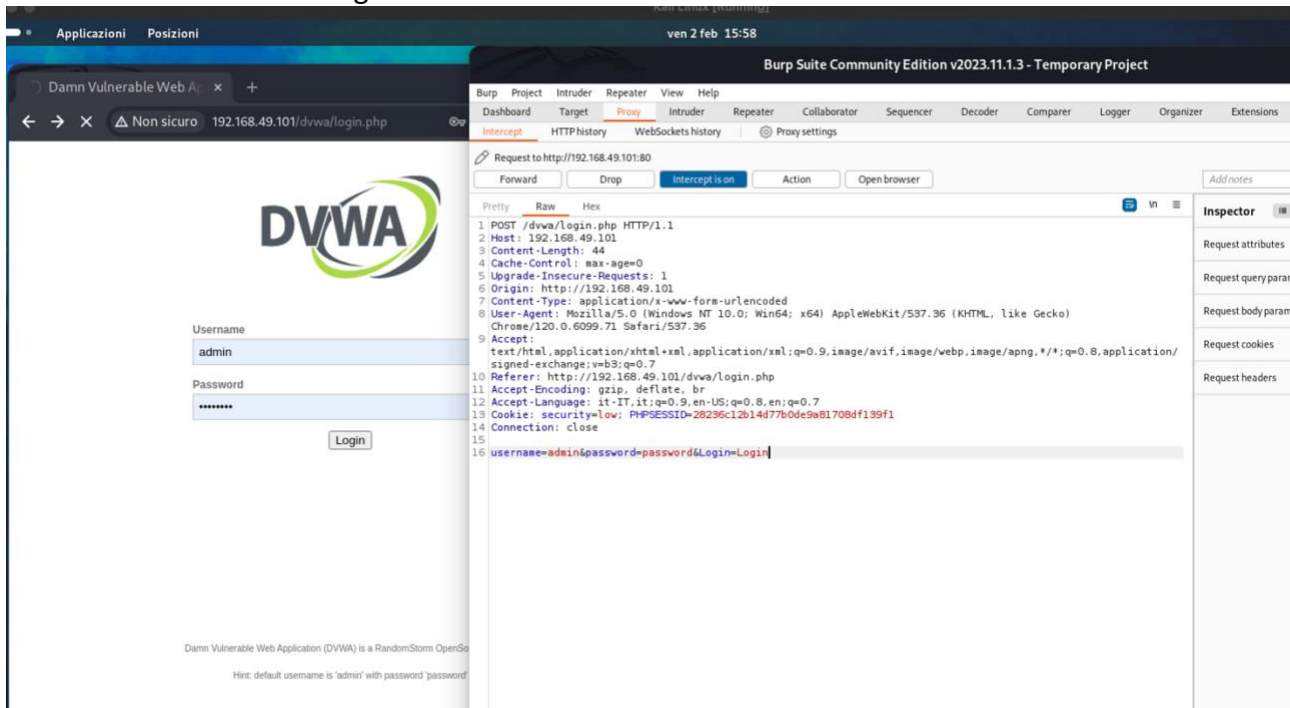 Kali Linux [Running]
Applicazioni Posizioni ven 2 feb 15:58
Damn Vulnerable Web Ap × +
Non sicuro 192.168.49.101/dvwa/login.php
DVWA
Username
admin
Password
••••••••
Login
Damn Vulnerable Web Application (DVWA) is a RandomStorm OpenSo
Hint: default username is 'admin' with password 'password'
Burp Suite Community Edition v2023.11.1.3 - Temporary Project
Burp Project Intruder Repeater View Help
Dashboard Target Proxy Intruder Repeater Collaborator Sequencer Decoder Comparer Logger Organizer Extensions
Intercept HTTP history WebSockets history Proxy settings
Request to http://192.168.49.101:80
Forward Drop Intercept is on Action Open browser Add notes
Pretty Raw Hex \n
1 POST /dvwa/login.php HTTP/1.1
2 Host: 192.168.49.101
3 Content-Length: 44
4 Cache-Control: max-age=0
5 Upgrade-Insecure-Requests: 1
6 Origin: http://192.168.49.101
7 Content-Type: application/x-www-form-urlencoded
8 User-Agent: Mozilla/5.0 (Windows NT 10.0; Win64; x64) AppleWebKit/537.36 (KHTML, like Gecko)
Chrome/120.0.6099.71 Safari/537.36
9 Accept:
text/html,application/xhtml+xml,application/xml;q=0.9,image/avif,image/webp,image/apng,*/*;q=0.8,application/
signed-exchange;v=b3;q=0.7
10 Referer: http://192.168.49.101/dvwa/login.php
11 Accept-Encoding: gzip, deflate, br
12 Accept-Language: it-IT,it;q=0.9,en-US;q=0.8,en;q=0.7
13 Cookie: security=low; PHPSESSID=28236c12b14d77b0de9a81708df139f1
14 Connection: close
15
16 username=admin&password=password&Login=Login
Inspector
Request attributes
Request query parar
Request body param
Request cookies
Request headers